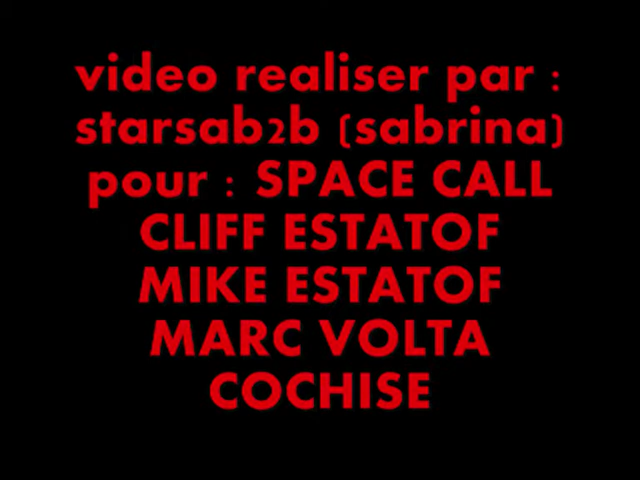 video realiser par :
starsab2b (sabrina)
pour : SPACE CALL
CLIFF ESTATOF
MIKE ESTATOF
MARC VOLTA
COCHISE